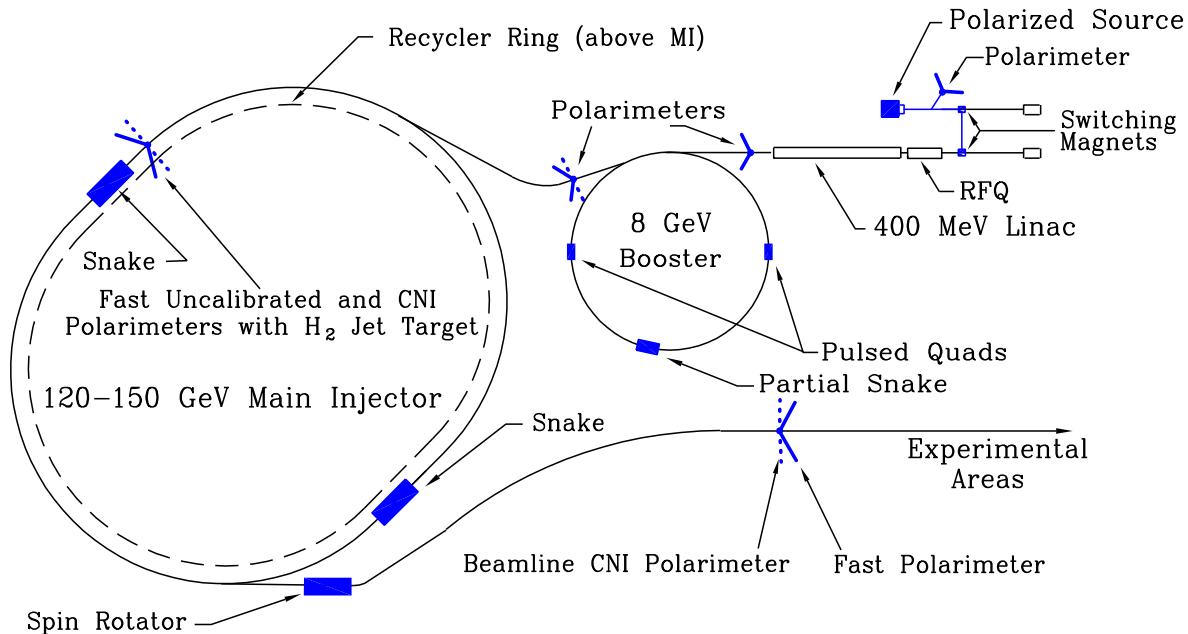 Recycler Ring (above MI)
Polarized Source
Polarimeter
Polarimeters
Switching
Magnets
RFQ
400 MeV Linac
8 GeV
Booster
Snake
Fast Uncalibrated and CNI
Polarimeters with H₂ Jet Target
Pulsed Quads
Partial Snake
120-150 GeV Main Injector
Snake
Experimental
Areas
Beamline CNI Polarimeter
Fast Polarimeter
Spin Rotator